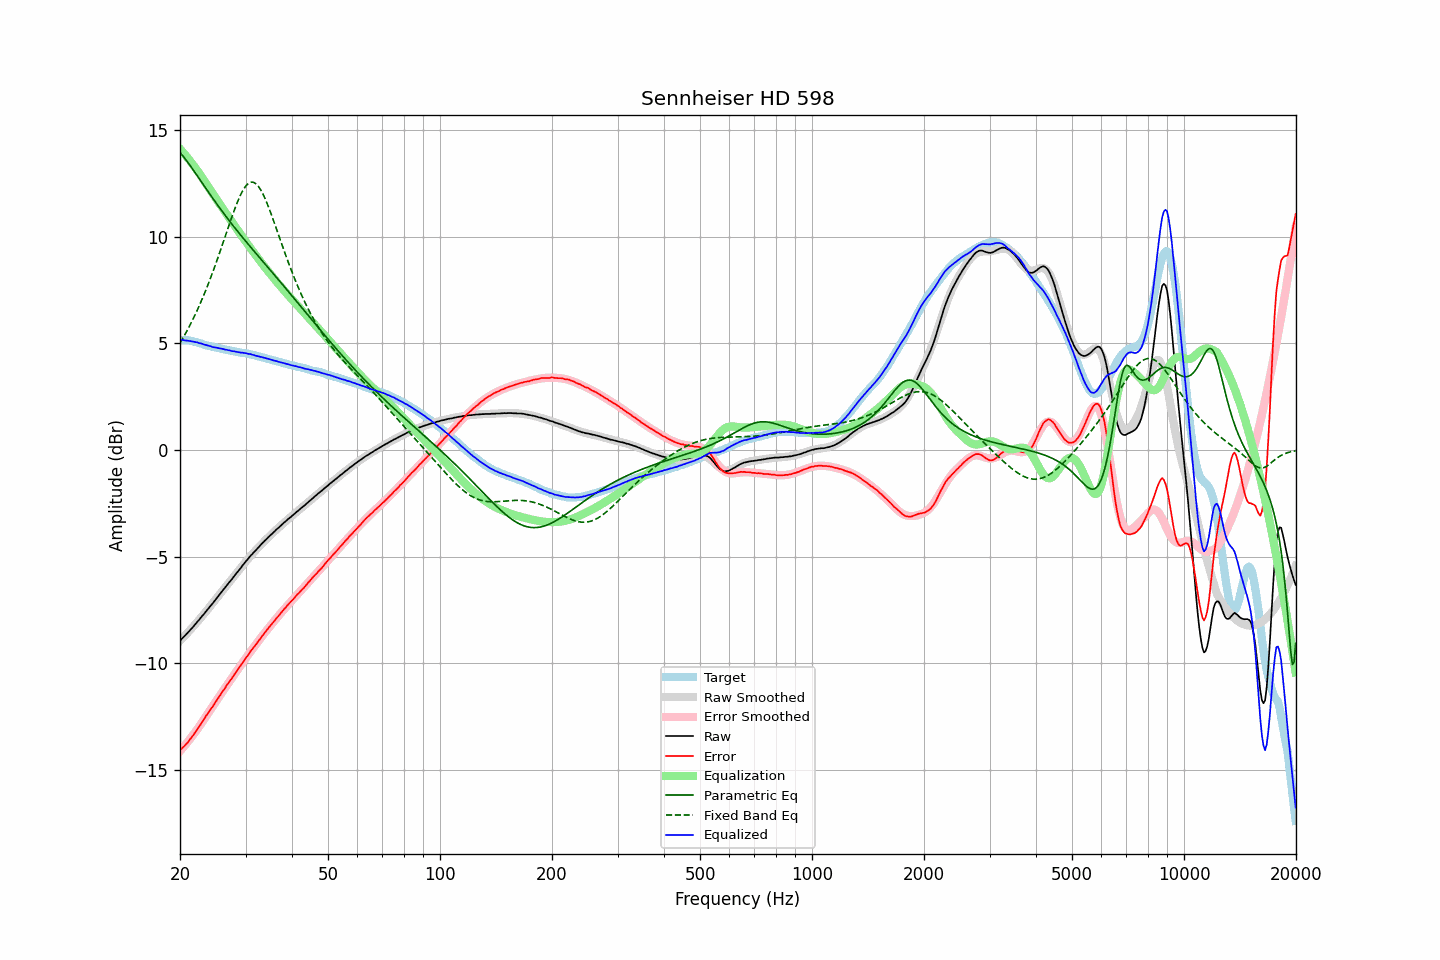 Sennheiser HD 598
15
10
5
0
−5
−10
−15
Amplitude (dBr)
20
50
100
200
500
1000
2000
5000
10000
20000
Frequency (Hz)
Target
Raw Smoothed
Error Smoothed
Raw
Error
Equalization
Parametric Eq
Fixed Band Eq
Equalized